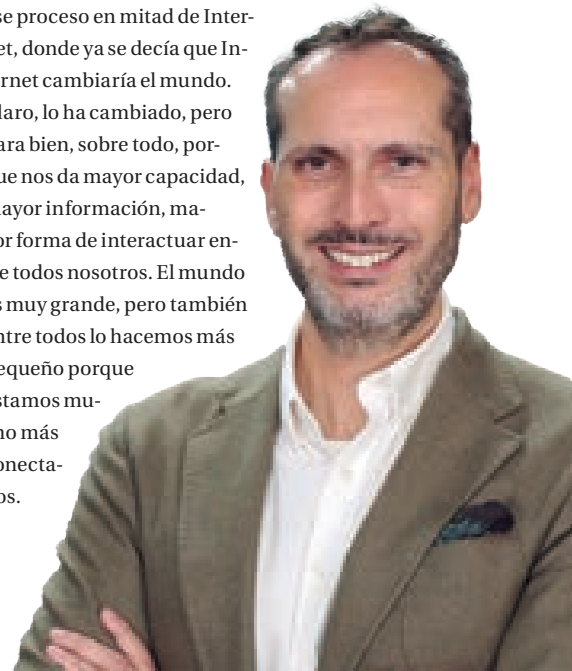 se proceso en mitad de Inter-
et, donde ya se decía que In-
ernet cambiaría el mundo.
laro, lo ha cambiado, pero
ara bien, sobre todo, por-
ue nos da mayor capacidad,
ayor información, ma-
or forma de interactuar en-
e todos nosotros. El mundo
s muy grande, pero también
ntre todos lo hacemos más
equeño porque
stamos mu-
ho más
onecta-
os.